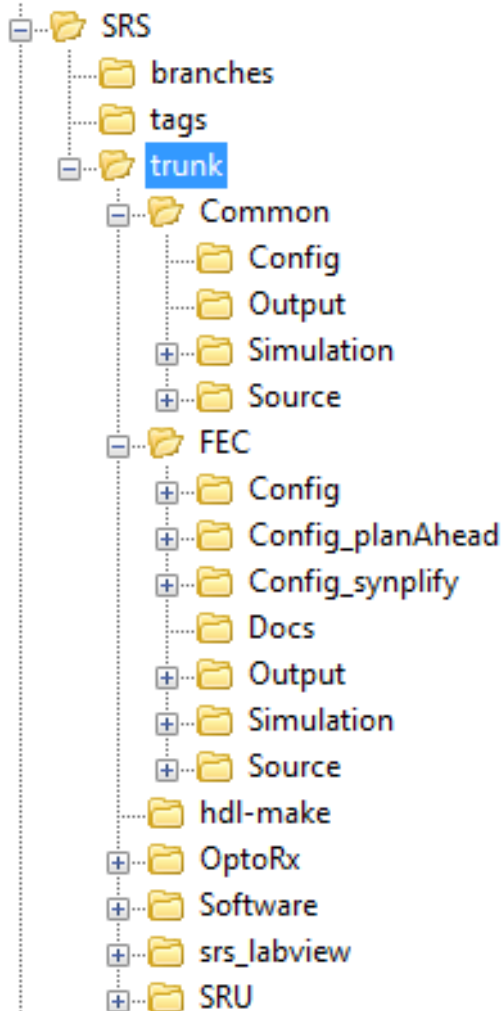 SRS
branches
tags
trunk
Common
Config
Output
Simulation
Source
FEC
Config
Config_planAhead
Config_synplify
Docs
Output
Simulation
Source
hdl-make
OptoRx
Software
srs_labview
SRU